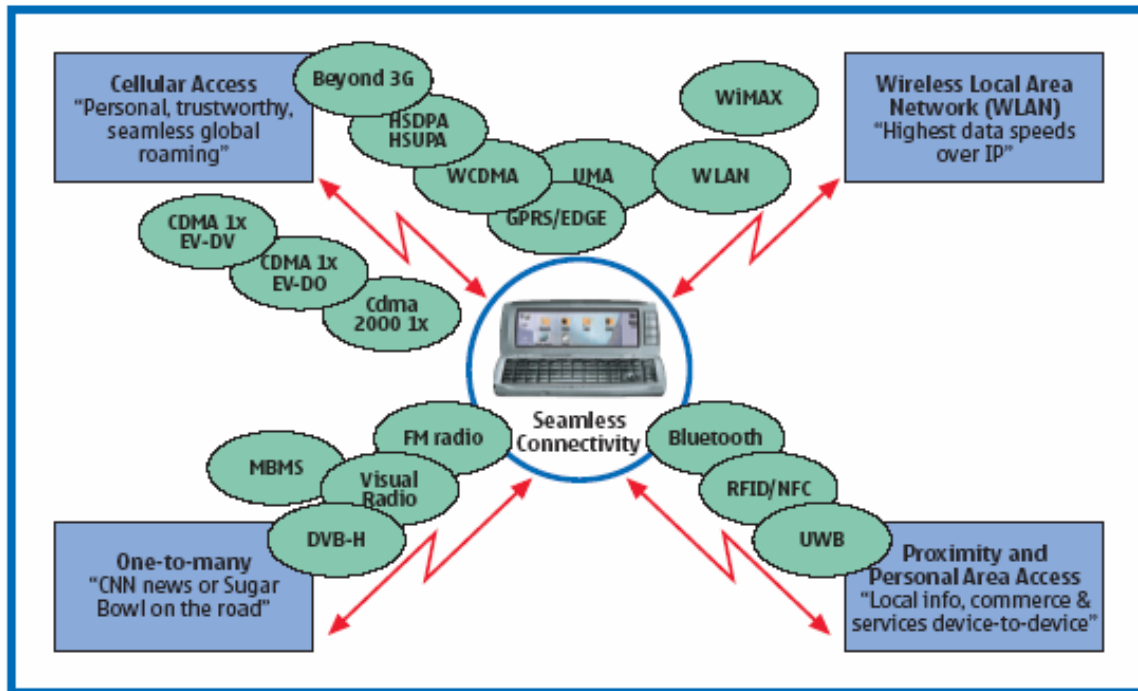 Cellular Access
“Personal, trustworthy,
seamless global
roaming”
Beyond 3G
HSDPA
HSUPA
WCDMA
UMA
GPRS/EDGE
WiMAX
WLAN
Wireless Local Area
Network (WLAN)
“Highest data speeds
over IP”
CDMA 1x
EV-DV
CDMA 1x
EV-DO
Cdma
2000 1x
Seamless
Connectivity
FM radio
MBMS
Visual
Radio
DVB-H
Bluetooth
RFID/NFC
UWB
One-to-many
“CNN news or Sugar
Bowl on the road”
Proximity and
Personal Area Access
“Local info, commerce &
services device-to-device”